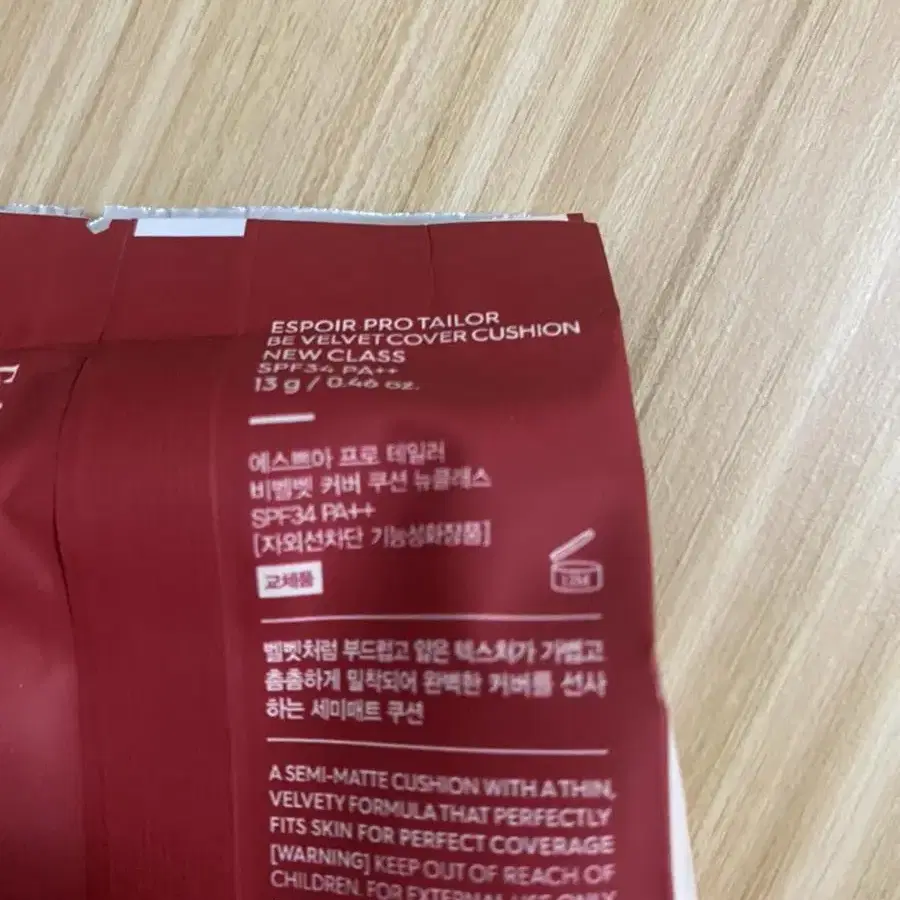 ESPOIR PRO TAILOR
BE VELVET COVER CUSHION
NEW CLASS
SPF34 PA++
13 g / 0.46 oz.
에스쁘아 프로 테일러
비벨벳 커버 쿠션 뉴클래스
SPF34 PA++
[자외선차단 기능성화장품]
12M
교체품
벨벳처럼 부드럽고 얇은 텍스처가 가볍고
촘촘하게 밀착되어 완벽한 커버를 선사
하는 세미매트 쿠션
A SEMI-MATTE CUSHION WITH A THIN,
VELVETY FORMULA THAT PERFECTLY
FITS SKIN FOR PERFECT COVERAGE
[WARNING] KEEP OUT OF REACH OF
CHILDREN. FOR EXTERNAL USE ONLY